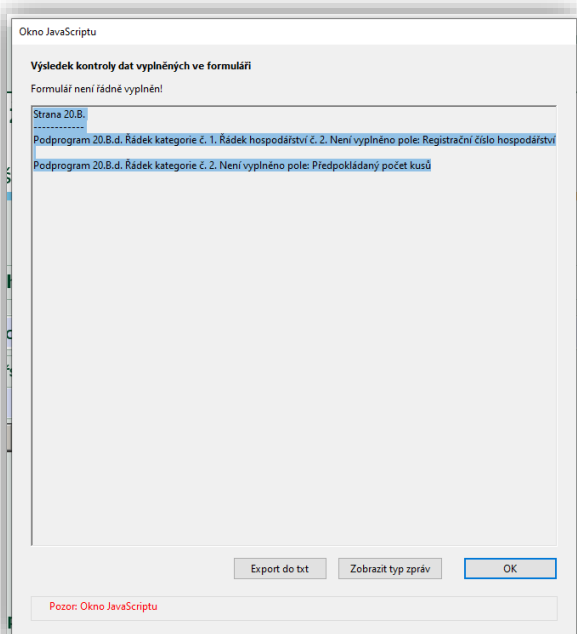 Okno JavaScriptu
Výsledek kontroly dat vyplněných ve formuláři
Formulář není řádné vyplněn!
Strana 20.B.
------------
Podprogram 20.B.d. Řádek kategorie č. 1. Řádek hospodářství č. 2. Není vyplněno pole: Registrační číslo hospodářství
Podprogram 20.B.d. Řádek kategorie č. 2. Není vyplněno pole: Předpokládaný počet kusů
Export do txt
Zobrazit typ zpráv
OK
Pozor: Okno JavaScriptu